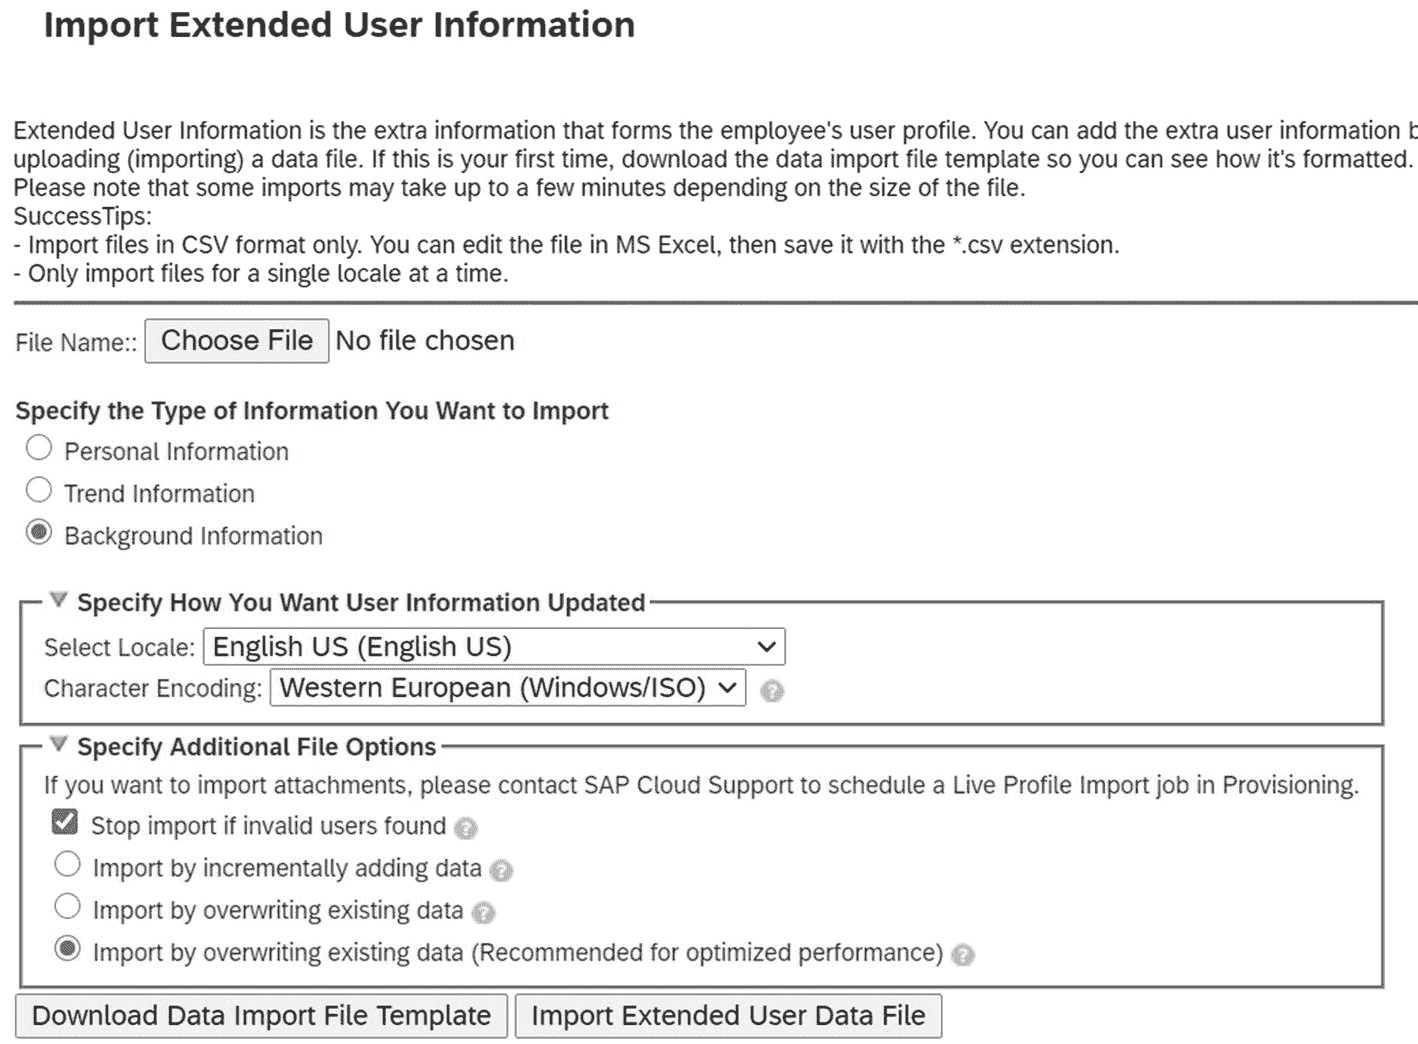 Import Extended User Information
Extended User Information is the extra information that forms the employee's user profile. You can add the extra user information
uploading (importing) a data file. If this is your first time, download the data import file template so you can see how it's formatted.
Please note that some imports may take up to a few minutes depending on the size of the file.
SuccessTips:
- Import files in CSV format only. You can edit the file in MS Excel, then save it with the *.csv extension.
- Only import files for a single locale at a time.
File Name:: Choose File No file chosen
Specify the Type of Information You Want to Import
Personal Information
Trend Information
Background Information
Specify How You Want User Information Updated
Select Locale: English US (English US)
Character Encoding: Western European (Windows/ISO) ?
Specify Additional File Options
If you want to import attachments, please contact SAP Cloud Support to schedule a Live Profile Import job in Provisioning.
Stop import if invalid users found ?
Import by incrementally adding data ?
Import by overwriting existing data ?
Import by overwriting existing data (Recommended for optimized performance) ?
Download Data Import File Template Import Extended User Data File